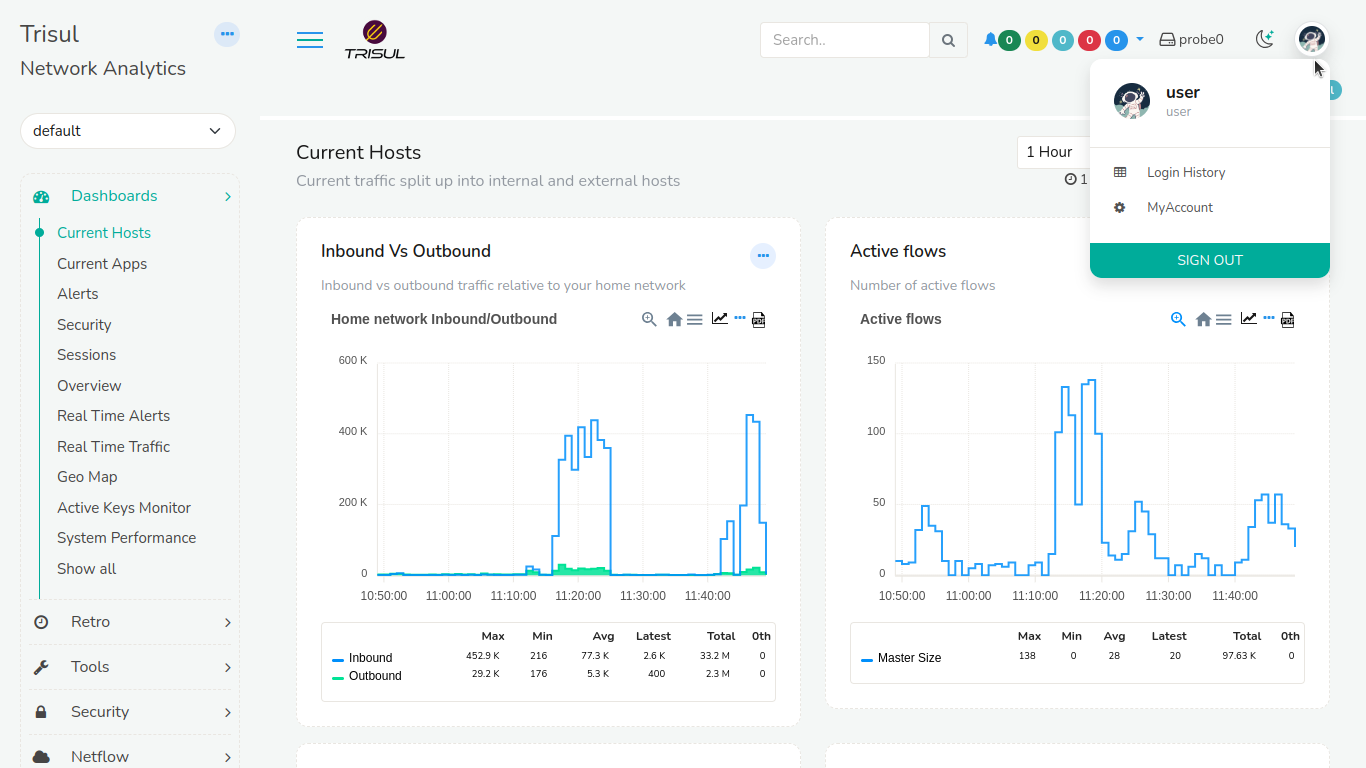 Trisul
Network Analytics
default
Dashboards
Current Hosts
Current Apps
Alerts
Security
Sessions
Overview
Real Time Alerts
Real Time Traffic
Geo Map
Active Keys Monitor
System Performance
Show all
Retro
Tools
Security
Netflow
TRISUL
Search..
0 0 0 0 0
probe0
user
user
Login History
MyAccount
SIGN OUT
Current Hosts
Current traffic split up into internal and external hosts
1 Hour
1
Inbound Vs Outbound
Inbound vs outbound traffic relative to your home network
Home network Inbound/Outbound
PDF
600 K
400 K
200 K
0
10:50:00 11:00:00 11:10:00 11:20:00 11:30:00 11:40:00
Max Min Avg Latest Total 0th
Inbound 452.9 K 216 77.3 K 2.6 K 33.2 M 0
Outbound 29.2 K 176 5.3 K 400 2.3 M 0
Active flows
Number of active flows
Active flows
PDF
150
100
50
0
10:50:00 11:00:00 11:10:00 11:20:00 11:30:00 11:40:00
Max Min Avg Latest Total 0th
Master Size 138 0 28 20 97.63 K 0